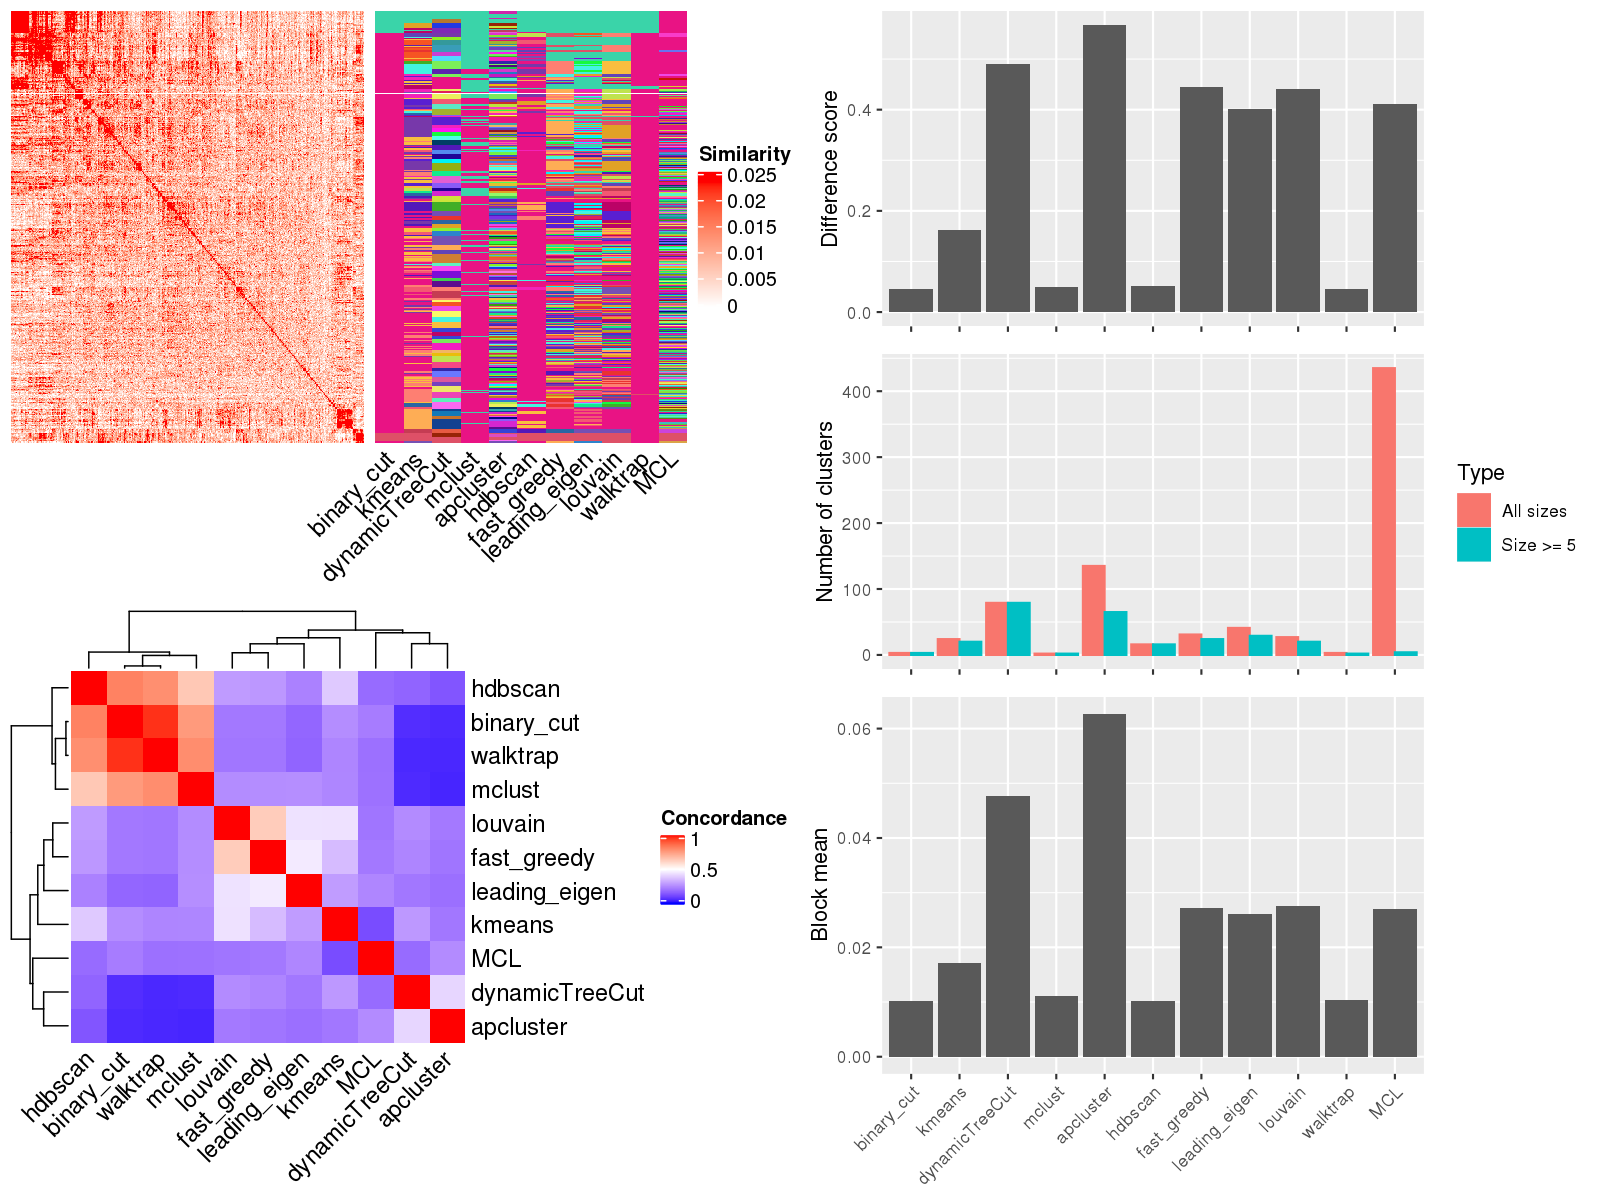 Similarity
0.025
0.02
0.015
0.01
0.005
0
binary_cut
kmeans
dynamicTreeCut
mclust
apcluster
hdbscan
fast_greedy
leading_eigen
louvain
walktrap
MCL
hdbscan
binary_cut
walktrap
mclust
louvain
fast_greedy
leading_eigen
kmeans
MCL
dynamicTreeCut
apcluster
Concordance
1
0.5
0
hdbscan
binary_cut
walktrap
mclust
louvain
fast_greedy
leading_eigen
kmeans
MCL
dynamicTreeCut
apcluster
Difference score
0.4
0.2
0.0
Number of clusters
400
300
200
100
0
Type
All sizes
Size >= 5
Block mean
0.06
0.04
0.02
0.00
binary_cut
kmeans
dynamicTreeCut
mclust
apcluster
hdbscan
fast_greedy
leading_eigen
louvain
walktrap
MCL